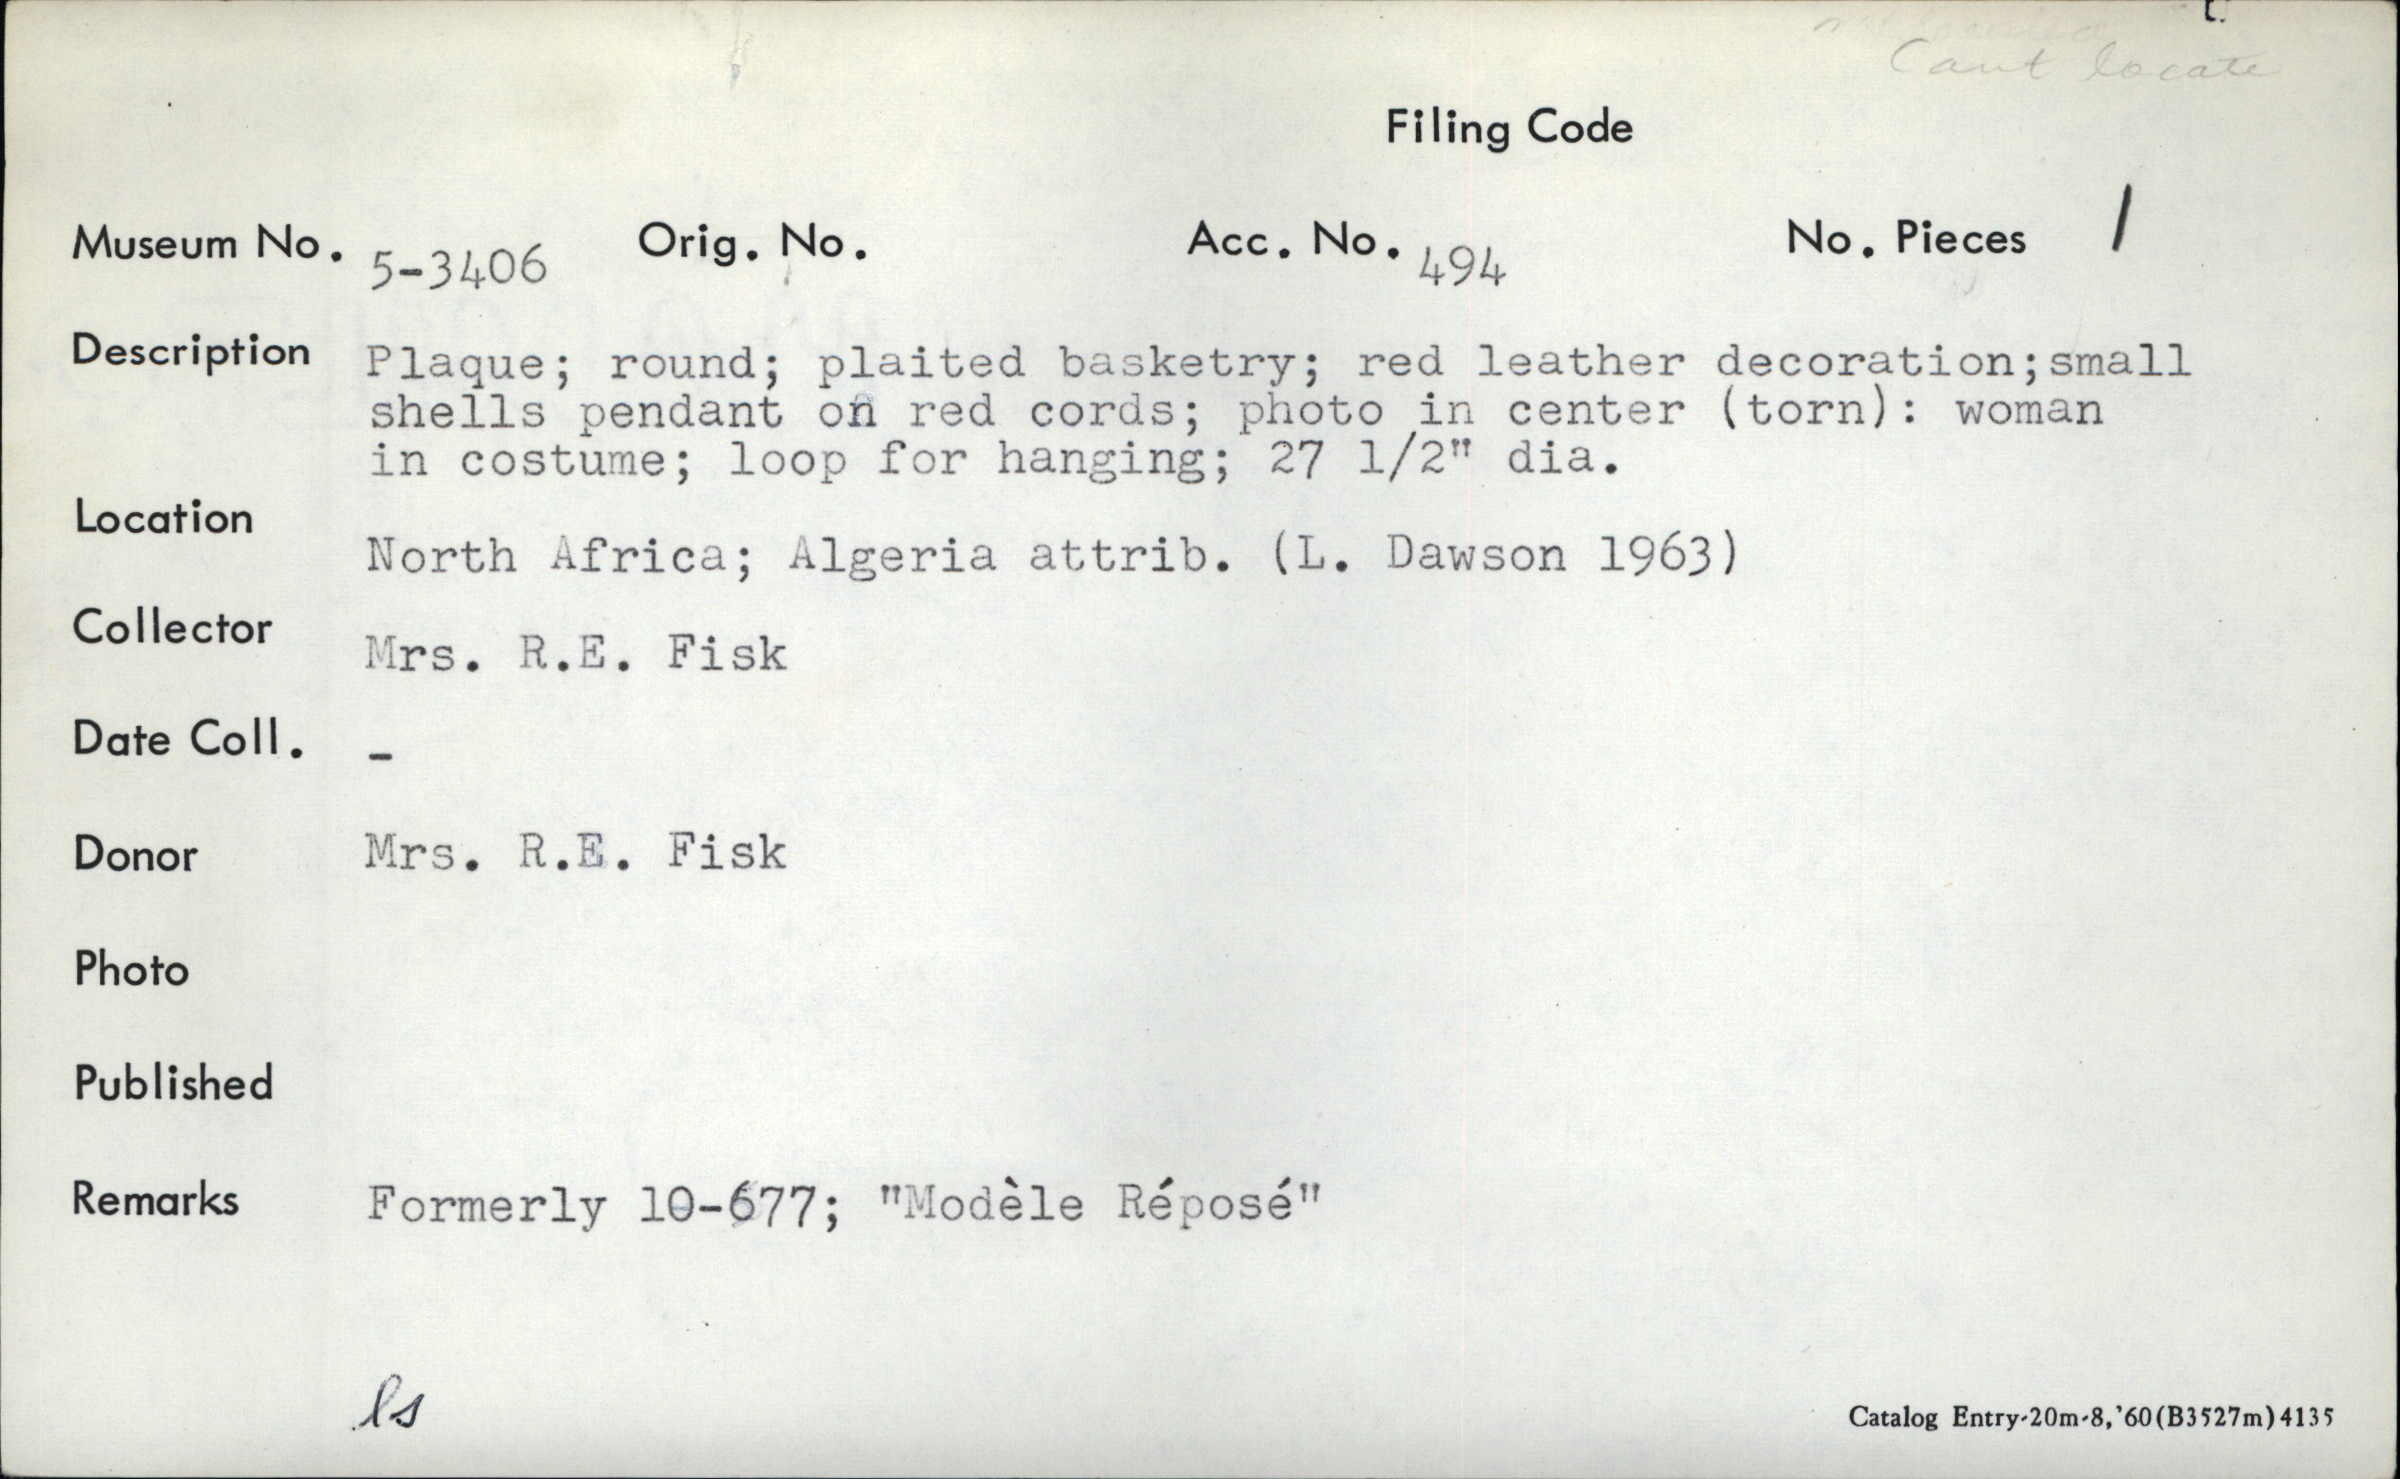 Cant locate
Filing Code
Museum No. 5-3406 Orig. No. Acc. No. 494 No. Pieces 1
Description Plaque; round; plaited basketry; red leather decoration;small
shells pendant on red cords; photo in center (torn): woman
in costume; loop for hanging; 27 1/2" dia.
Location North Africa; Algeria attrib. (L. Dawson 1963)
Collector Mrs. R.E. Fisk
Date Coll. -
Donor Mrs. R.E. Fisk
Photo
Published
Remarks Formerly 10-677; "Modèle Réposé"
ls
Catalog Entry-20m-8,'60(B3527m)4135